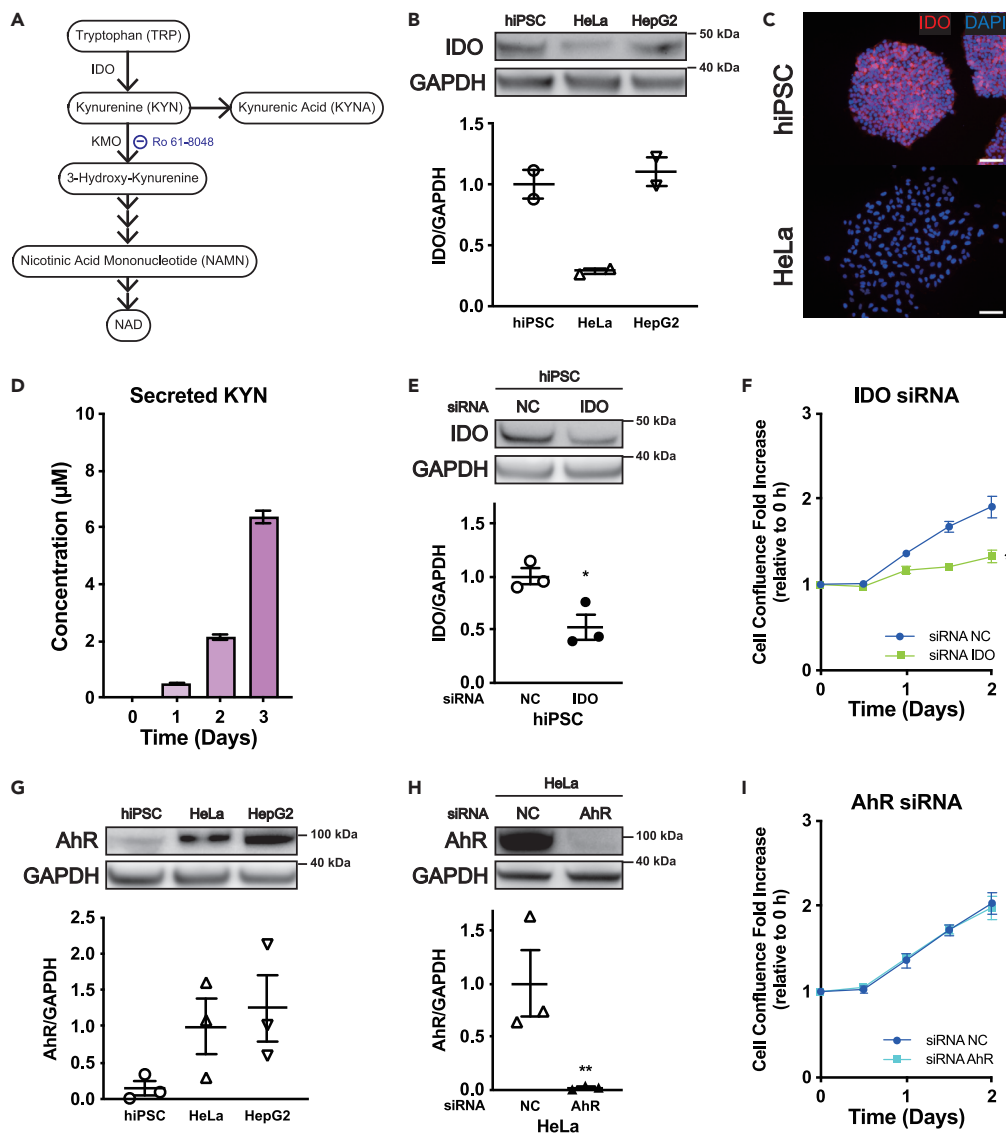 A
Tryptophan (TRP)
IDO
Kynurenine (KYN)
Kynurenic Acid (KYNA)
KMO
Ro 61-8048
3-Hydroxy-Kynurenine
Nicotinic Acid Mononucleotide (NAMN)
NAD
B
hiPSC HeLa HepG2
IDO
50 kDa
GAPDH
40 kDa
IDO/GAPDH
1.5
1.0
0.5
0.0
hiPSC HeLa HepG2
C
IDO DAPI
hiPSC
HeLa
D
Secreted KYN
Concentration (µM)
10
8
6
4
2
0
0 1 2 3
Time (Days)
E
hiPSC
siRNA NC IDO
IDO
50 kDa
GAPDH
40 kDa
IDO/GAPDH
1.5
1.0
0.5
0.0
*
siRNA NC IDO
hiPSC
F
IDO siRNA
Cell Confluence Fold Increase
(relative to 0 h)
3
2
1
0
siRNA NC
siRNA IDO
0 1 2
Time (Days)
G
hiPSC HeLa HepG2
AhR
100 kDa
GAPDH
40 kDa
AhR/GAPDH
2.5
2.0
1.5
1.0
0.5
0.0
hiPSC HeLa HepG2
H
HeLa
siRNA NC AhR
AhR
100 kDa
GAPDH
40 kDa
AhR/GAPDH
1.5
1.0
0.5
0.0
**
siRNA NC AhR
HeLa
I
AhR siRNA
Cell Confluence Fold Increase
(relative to 0 h)
3
2
1
0
siRNA NC
siRNA AhR
0 1 2
Time (Days)